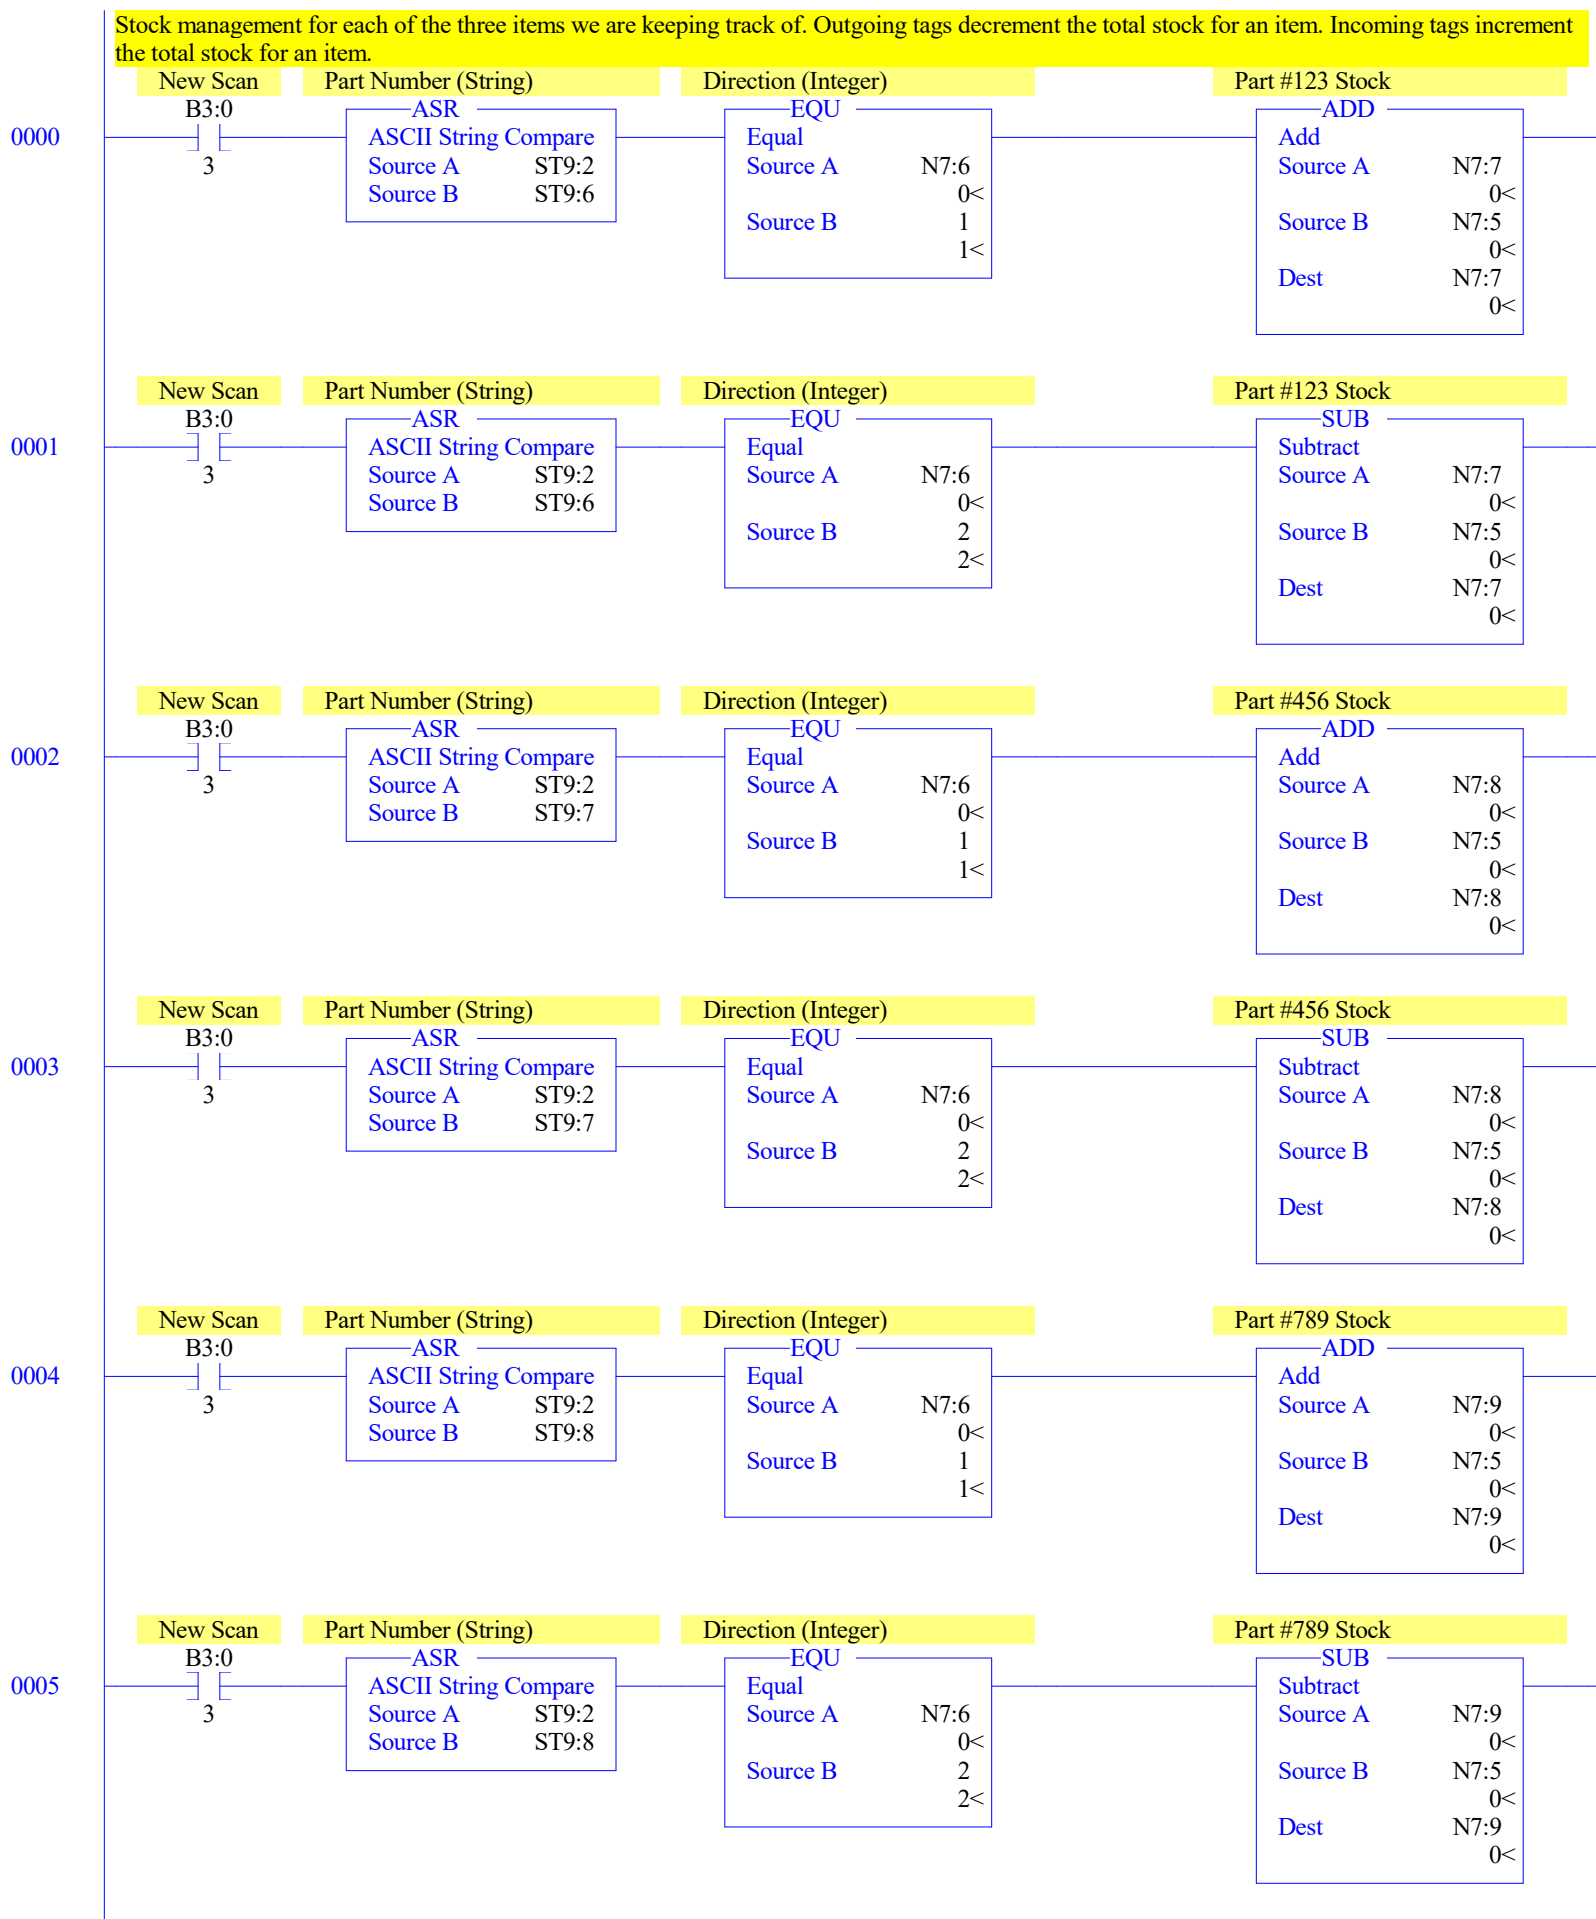 Stock management for each of the three items we are keeping track of. Outgoing tags decrement the total stock for an item. Incoming tags increment
the total stock for an item.
New Scan Part Number (String) Direction (Integer) Part #123 Stock
B3:0 ASR EQU ADD
0000 ASCII String Compare Equal Add
3 Source A ST9:2 Source A N7:6 Source A N7:7
Source B ST9:6 0< 0<
Source B 1 Source B N7:5
1< 0<
Dest N7:7
0<
New Scan Part Number (String) Direction (Integer) Part #123 Stock
B3:0 ASR EQU SUB
0001 ASCII String Compare Equal Subtract
3 Source A ST9:2 Source A N7:6 Source A N7:7
Source B ST9:6 0< 0<
Source B 2 Source B N7:5
2< 0<
Dest N7:7
0<
New Scan Part Number (String) Direction (Integer) Part #456 Stock
B3:0 ASR EQU ADD
0002 ASCII String Compare Equal Add
3 Source A ST9:2 Source A N7:6 Source A N7:8
Source B ST9:7 0< 0<
Source B 1 Source B N7:5
1< 0<
Dest N7:8
0<
New Scan Part Number (String) Direction (Integer) Part #456 Stock
B3:0 ASR EQU SUB
0003 ASCII String Compare Equal Subtract
3 Source A ST9:2 Source A N7:6 Source A N7:8
Source B ST9:7 0< 0<
Source B 2 Source B N7:5
2< 0<
Dest N7:8
0<
New Scan Part Number (String) Direction (Integer) Part #789 Stock
B3:0 ASR EQU ADD
0004 ASCII String Compare Equal Add
3 Source A ST9:2 Source A N7:6 Source A N7:9
Source B ST9:8 0< 0<
Source B 1 Source B N7:5
1< 0<
Dest N7:9
0<
New Scan Part Number (String) Direction (Integer) Part #789 Stock
B3:0 ASR EQU SUB
0005 ASCII String Compare Equal Subtract
3 Source A ST9:2 Source A N7:6 Source A N7:9
Source B ST9:8 0< 0<
Source B 2 Source B N7:5
2< 0<
Dest N7:9
0<